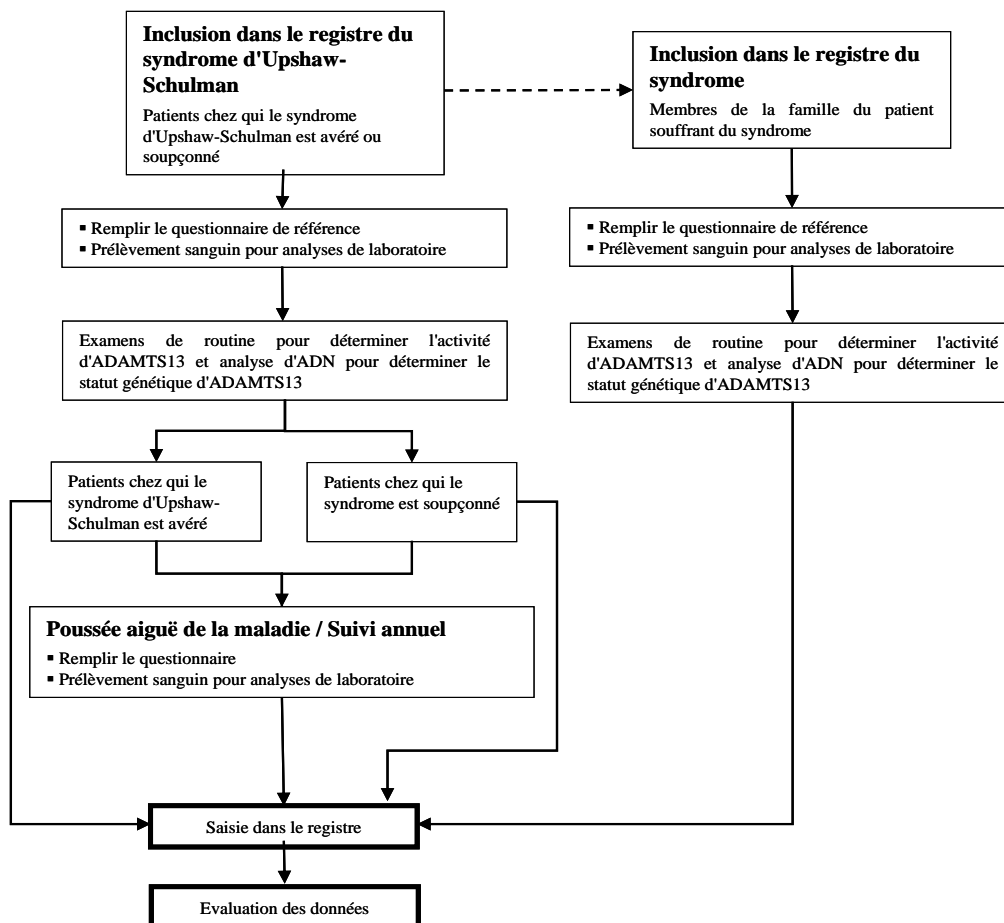 Inclusion dans le registre du
syndrome d'Upshaw-
Schulman
Patients chez qui le syndrome
d'Upshaw-Schulman est avéré ou
soupçonné
Inclusion dans le registre du
syndrome
Membres de la famille du patient
souffrant du syndrome
▪ Remplir le questionnaire de référence
▪ Prélèvement sanguin pour analyses de laboratoire
▪ Remplir le questionnaire de référence
▪ Prélèvement sanguin pour analyses de laboratoire
Examens de routine pour déterminer l'activité
d'ADAMTS13 et analyse d'ADN pour déterminer le
statut génétique d'ADAMTS13
Examens de routine pour déterminer l'activité
d'ADAMTS13 et analyse d'ADN pour déterminer le
statut génétique d'ADAMTS13
Patients chez qui le
syndrome d'Upshaw-
Schulman est avéré
Patients chez qui le
syndrome est soupçonné
Poussée aiguë de la maladie / Suivi annuel
▪ Remplir le questionnaire
▪ Prélèvement sanguin pour analyses de laboratoire
Saisie dans le registre
Evaluation des données